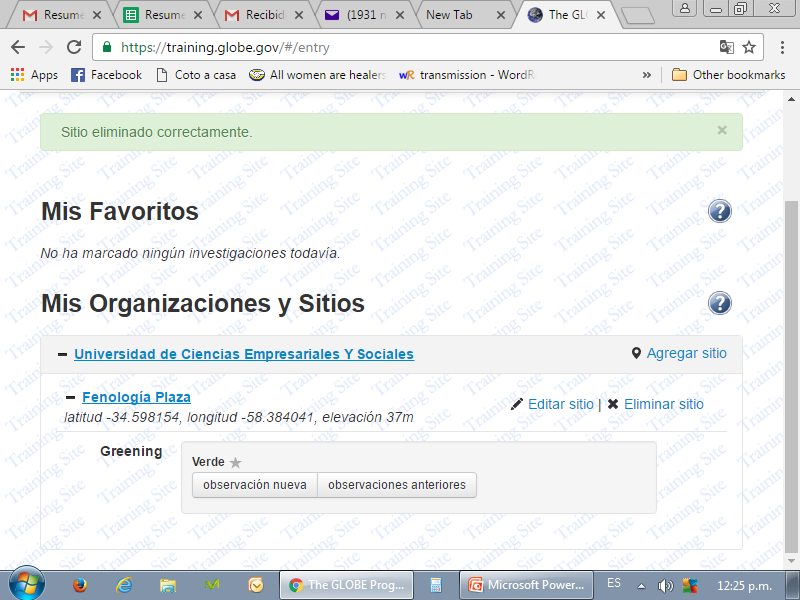 Resume
Resume
Recibid
(1931 n
New Tab
The GL
https://training.globe.gov/#/entry
Apps
Facebook
Coto a casa
All women are healers
transmission - WordR
»
Other bookmarks
Sitio eliminado correctamente.
Mis Favoritos
No ha marcado ningún investigaciones todavía.
Mis Organizaciones y Sitios
Universidad de Ciencias Empresariales Y Sociales
Agregar sitio
Fenología Plaza
Editar sitio | Eliminar sitio
latitud -34.598154, longitud -58.384041, elevación 37m
Greening
Verde
observación nueva
observaciones anteriores
Training Site
The GLOBE Prog...
Microsoft Power...
ES
12:25 p.m.